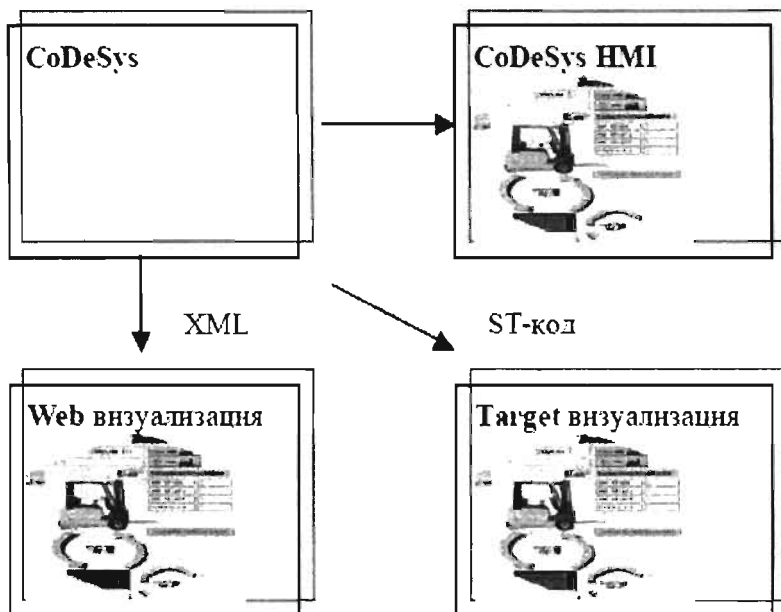 CoDeSys
CoDeSys HMI
XML
ST-код
Web визуализация
Target визуализация